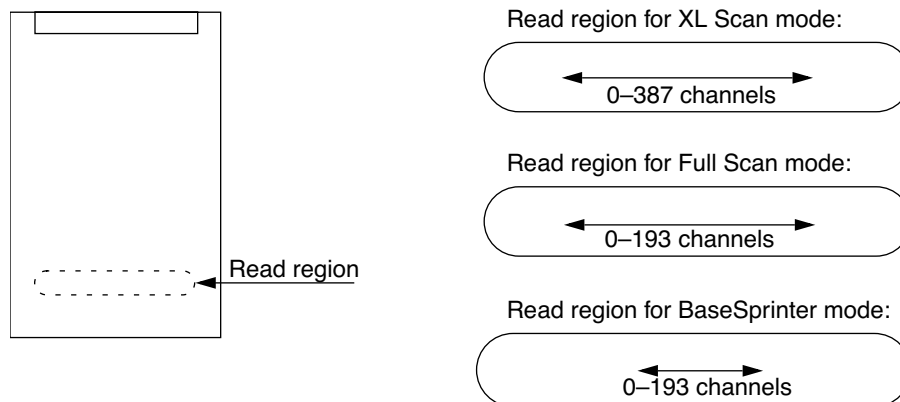 Read region for XL Scan mode:
0–387 channels
Read region for Full Scan mode:
0–193 channels
Read region
Read region for BaseSprinter mode:
0–193 channels